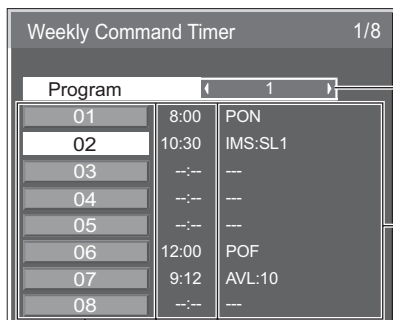 Weekly Command Timer 1/8
Program 1
01 8:00 PON
02 10:30 IMS:SL1
03 --:-- ---
04 --:-- ---
05 --:-- ---
06 12:00 POF
07 9:12 AVL:10
08 --:-- ---